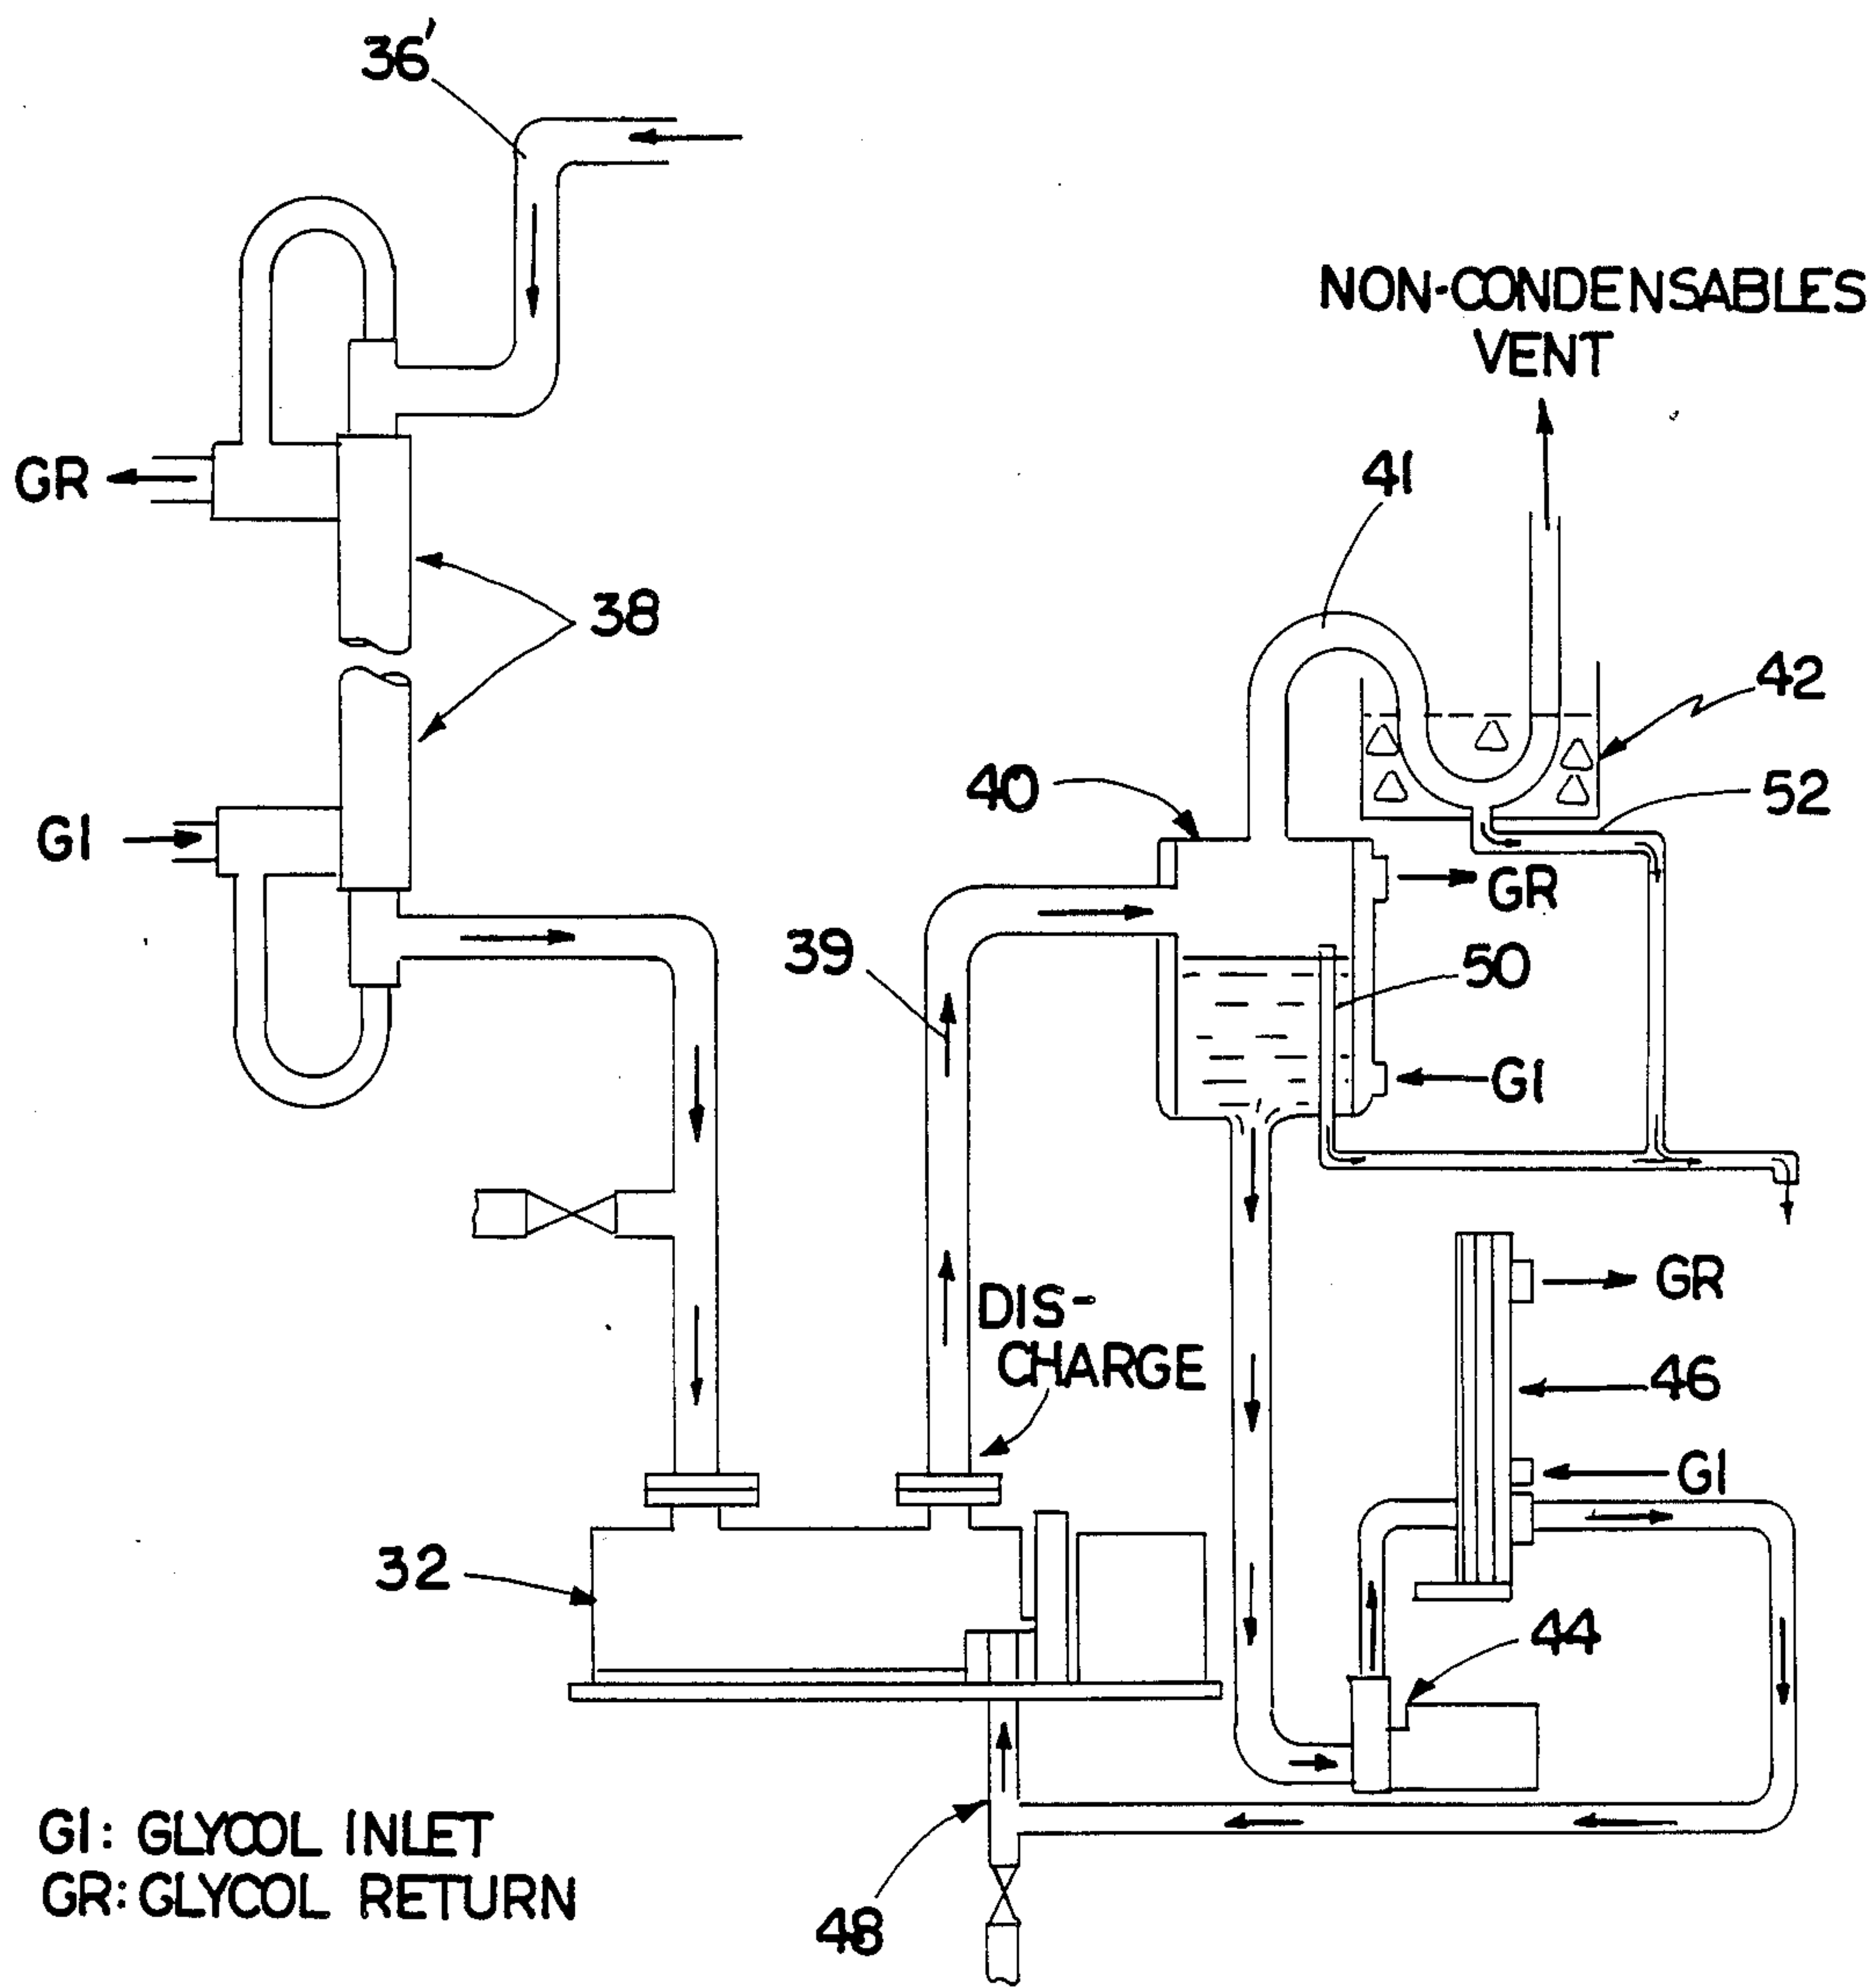 36'
NON-CONDENSABLES
VENT
GR
41
38
42
40
52
GI
GR
39
50
GI
DIS-
CHARGE
GR
46
GI
32
44
GI: GLYCOL INLET
GR: GLYCOL RETURN
48